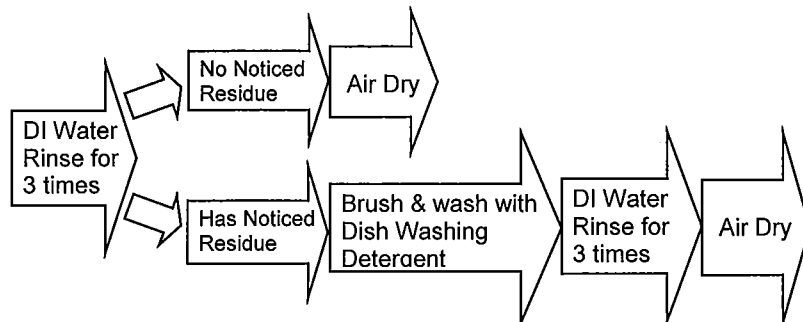 DI Water
Rinse for
3 times
No Noticed
Residue
Air Dry
Has Noticed
Residue
Brush & wash with
Dish Washing
Detergent
DI Water
Rinse for
3 times
Air Dry